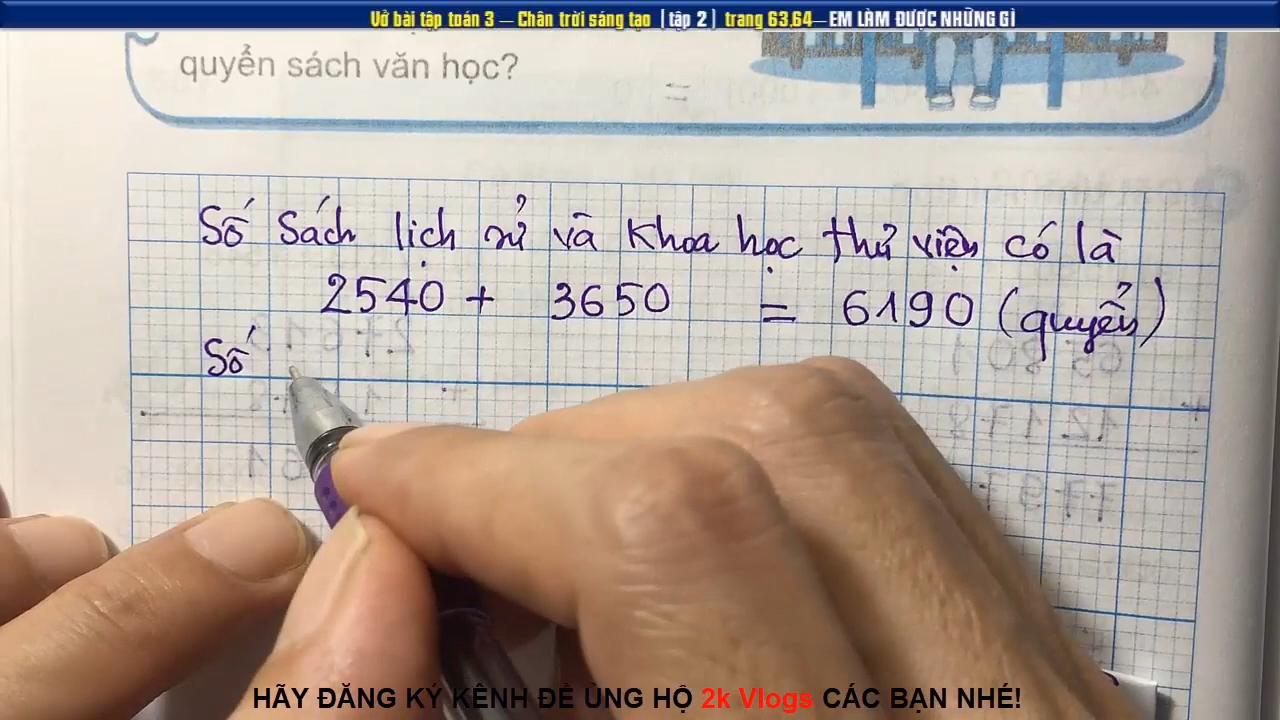 Vở bài tập toán 3 – Chân trời sáng tạo (tập 2) trang 63,64–EM LÀM ĐƯỢC NHỮNG GÌ
quyển sách văn học?
Số Sách lịch sử và khoa học thư viện có là
2540 + 3650 = 6190 (quyển)
Số
HÃY ĐĂNG KÝ KÊNH ĐỂ ỦNG HỘ 2k Vlogs CÁC BẠN NHÉ!